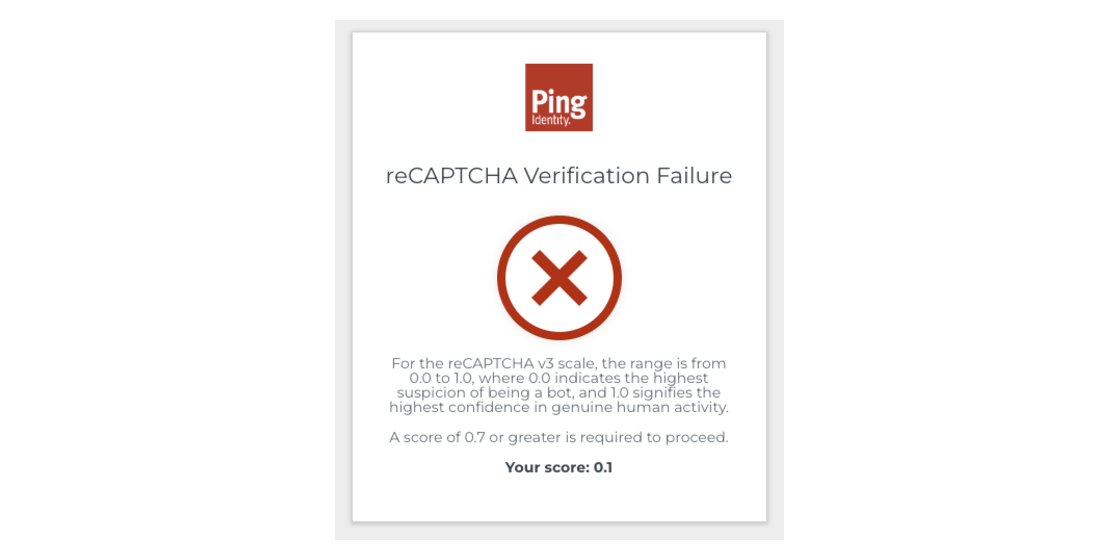 Ping
Identity.
reCAPTCHA Verification Failure
For the reCAPTCHA v3 scale, the range is from
0.0 to 1.0, where 0.0 indicates the highest
suspicion of being a bot, and 1.0 signifies the
highest confidence in genuine human activity.
A score of 0.7 or greater is required to proceed.
Your score: 0.1